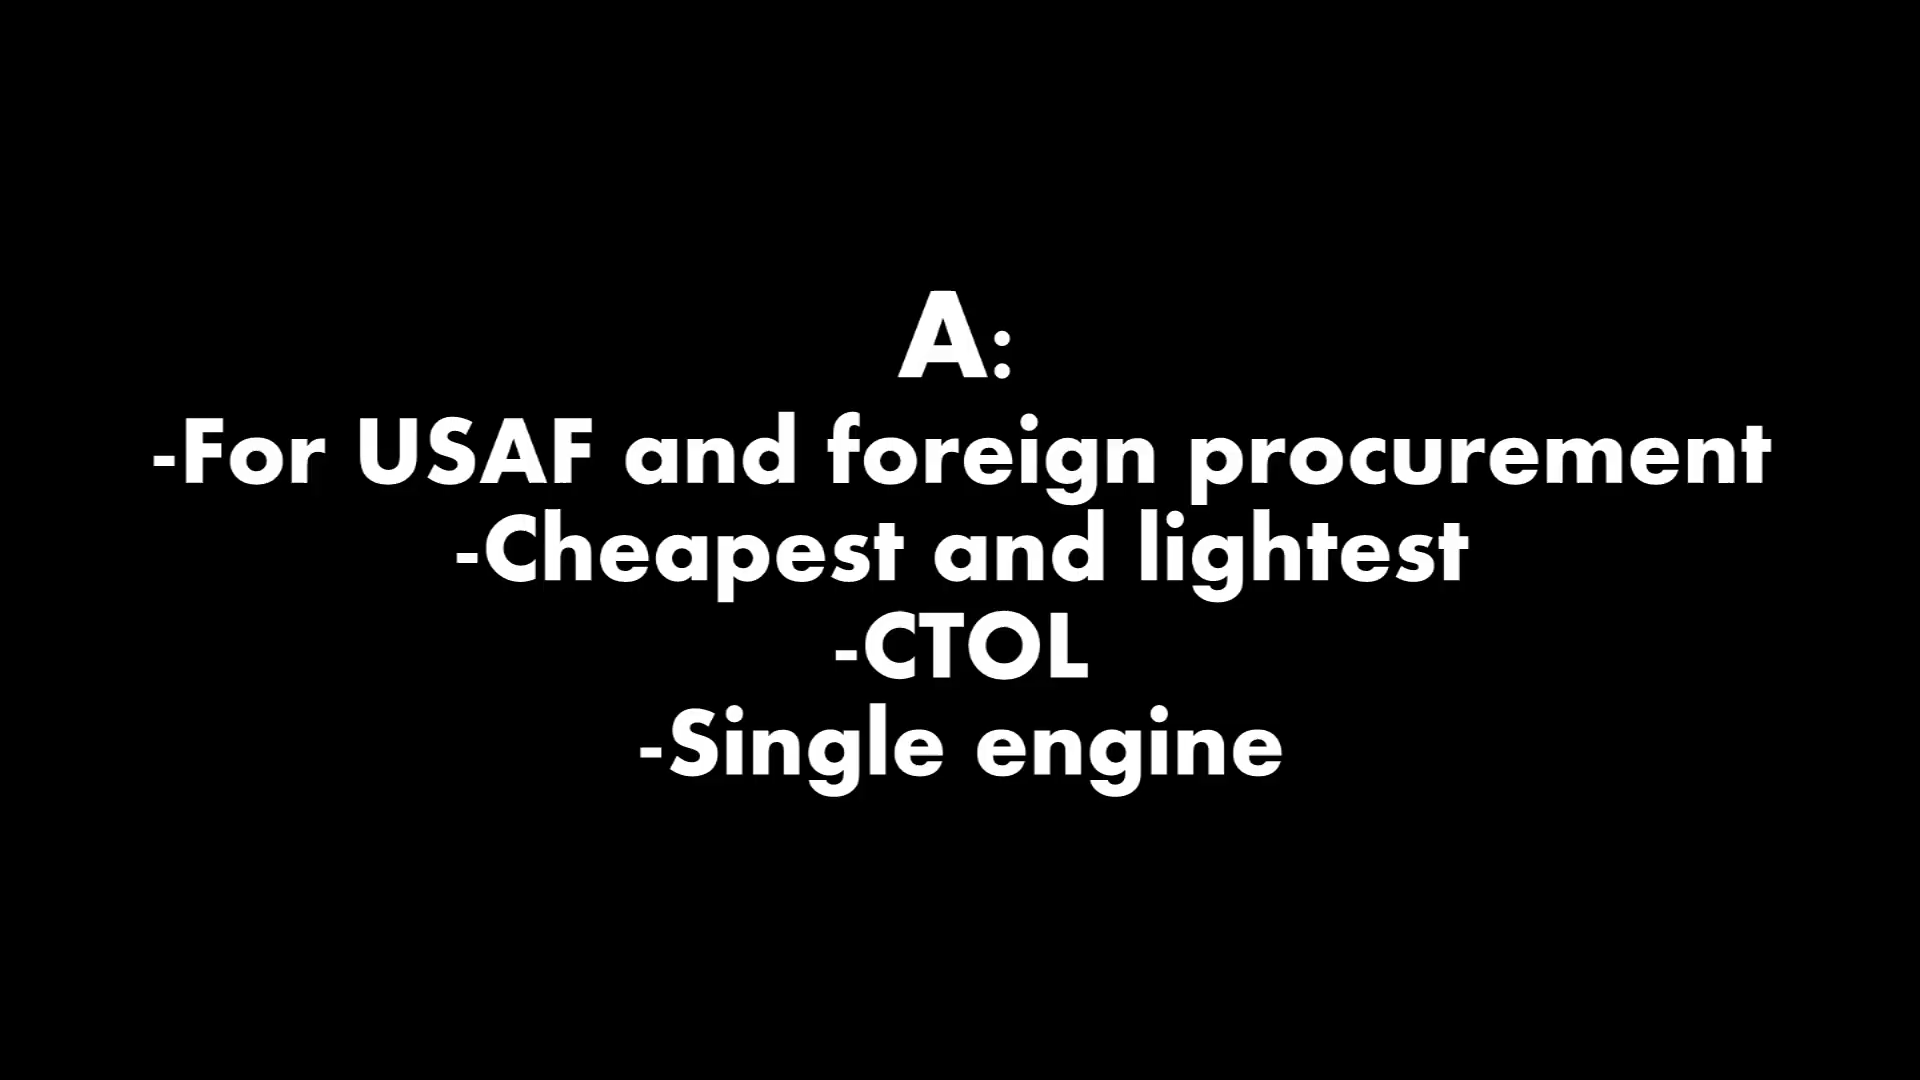 A:
-For USAF and foreign procurement
-Cheapest and lightest
-CTOL
-Single engine